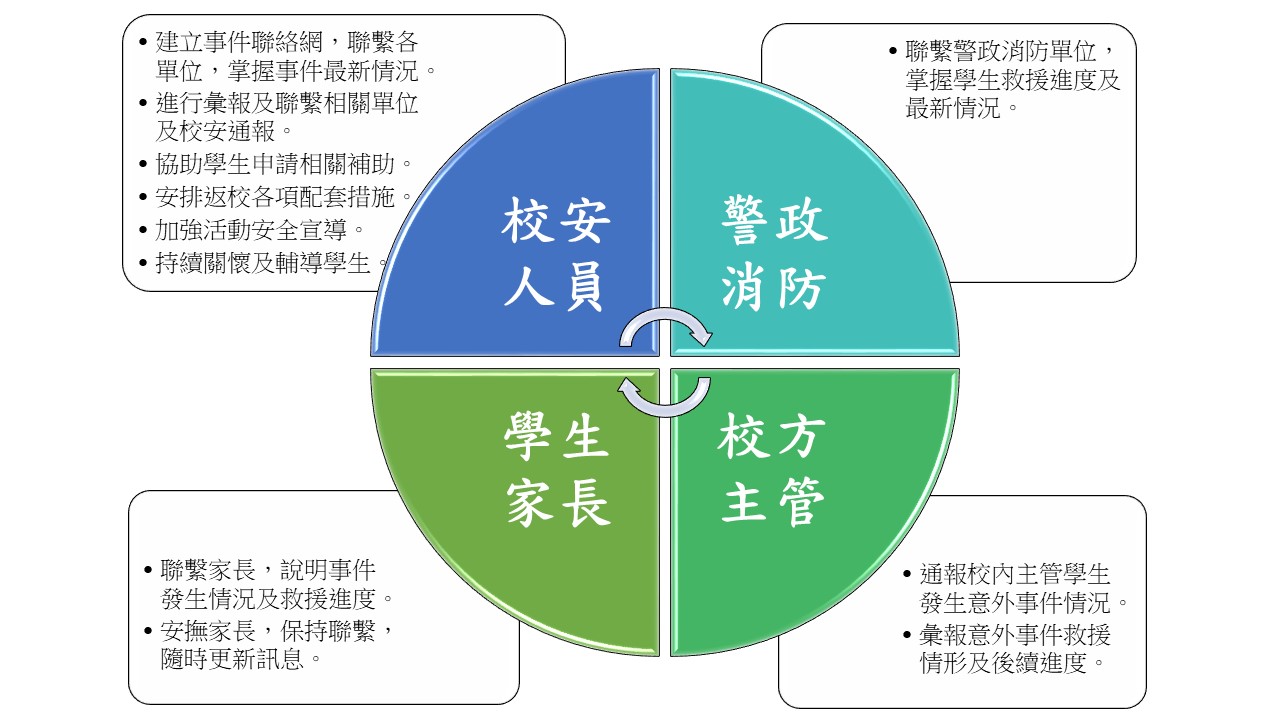 • 建立事件聯絡網，聯繫各
單位，掌握事件最新情況。
• 進行彙報及聯繫相關單位
及校安通報。
• 協助學生申請相關補助。
• 安排返校各項配套措施。
• 加強活動安全宣導。
• 持續關懷及輔導學生。
• 聯繫警政消防單位，
掌握學生救援進度及
最新情況。
校安
人員
警政
消防
學生
家長
校方
主管
• 聯繫家長，說明事件
發生情況及救援進度。
• 安撫家長，保持聯繫，
隨時更新訊息。
• 通報校內主管學生
發生意外事件情況。
• 彙報意外事件救援
情形及後續進度。